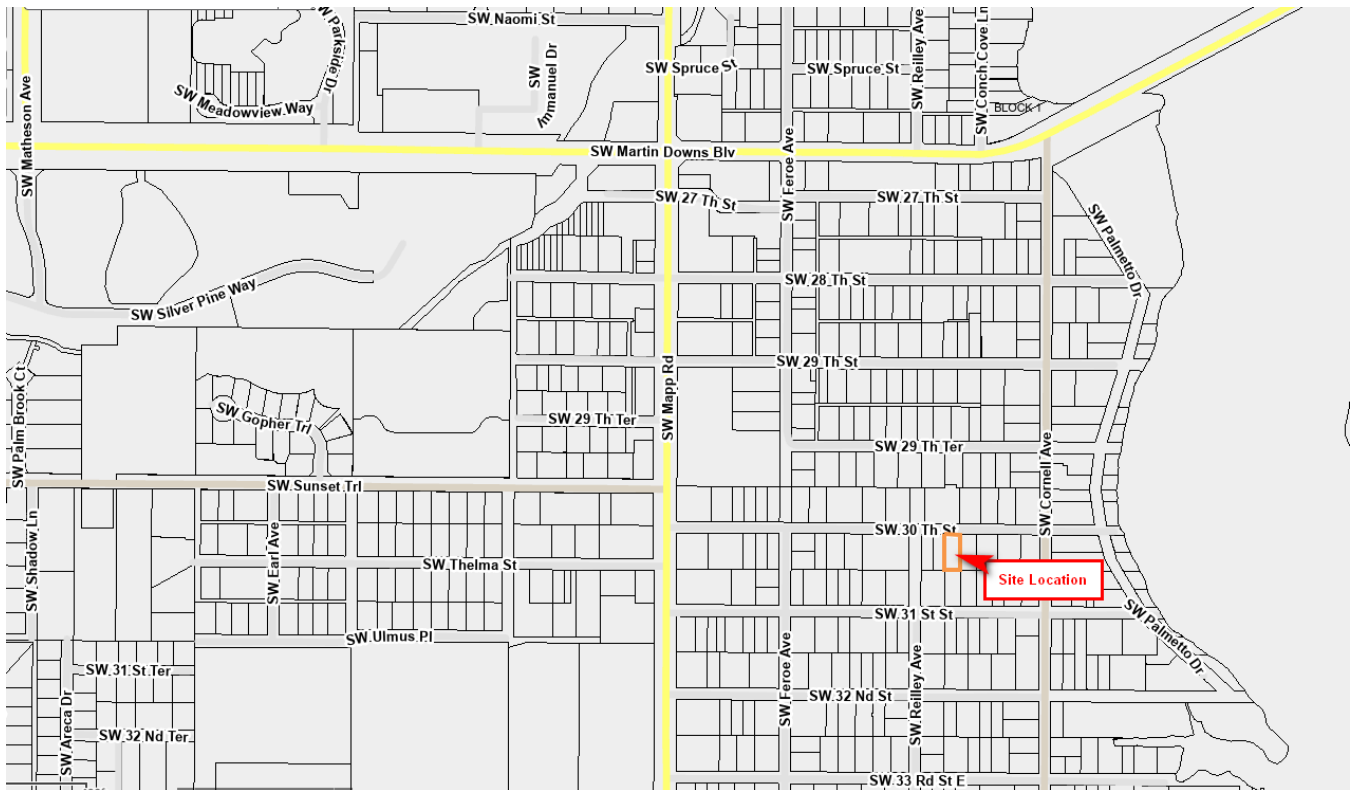 SW Naomi St
SW Parkside Dr
SW Matheson Ave
SW Meadowview Way
SW
Immanuel Dr
SW Spruce St
SW Spruce St
SW Reilley Ave
SW Conch Cove Ln
BLOCK 1
SW Martin Downs Blv
SW Feroe Ave
SW 27 Th St
SW 27 Th St
SW Palmetto Dr
SW 28 Th St
SW Silver Pine Way
SW Mapp Rd
SW 29 Th St
SW Palm Brook Ct
SW Gopher Trl
SW 29 Th Ter
SW 29 Th Ter
SW Cornell Ave
SW Sunset Trl
SW 30 Th St
SW Shadow Ln
SW Earl Ave
SW Thelma St
Site Location
SW 31 St St
SW Palmetto Dr
SW Ulmus Pl
SW Feroe Ave
SW Reilley Ave
SW 31 St Ter
SW Areca Dr
SW 32 Nd St
SW 32 Nd Ter
SW 33 Rd St E